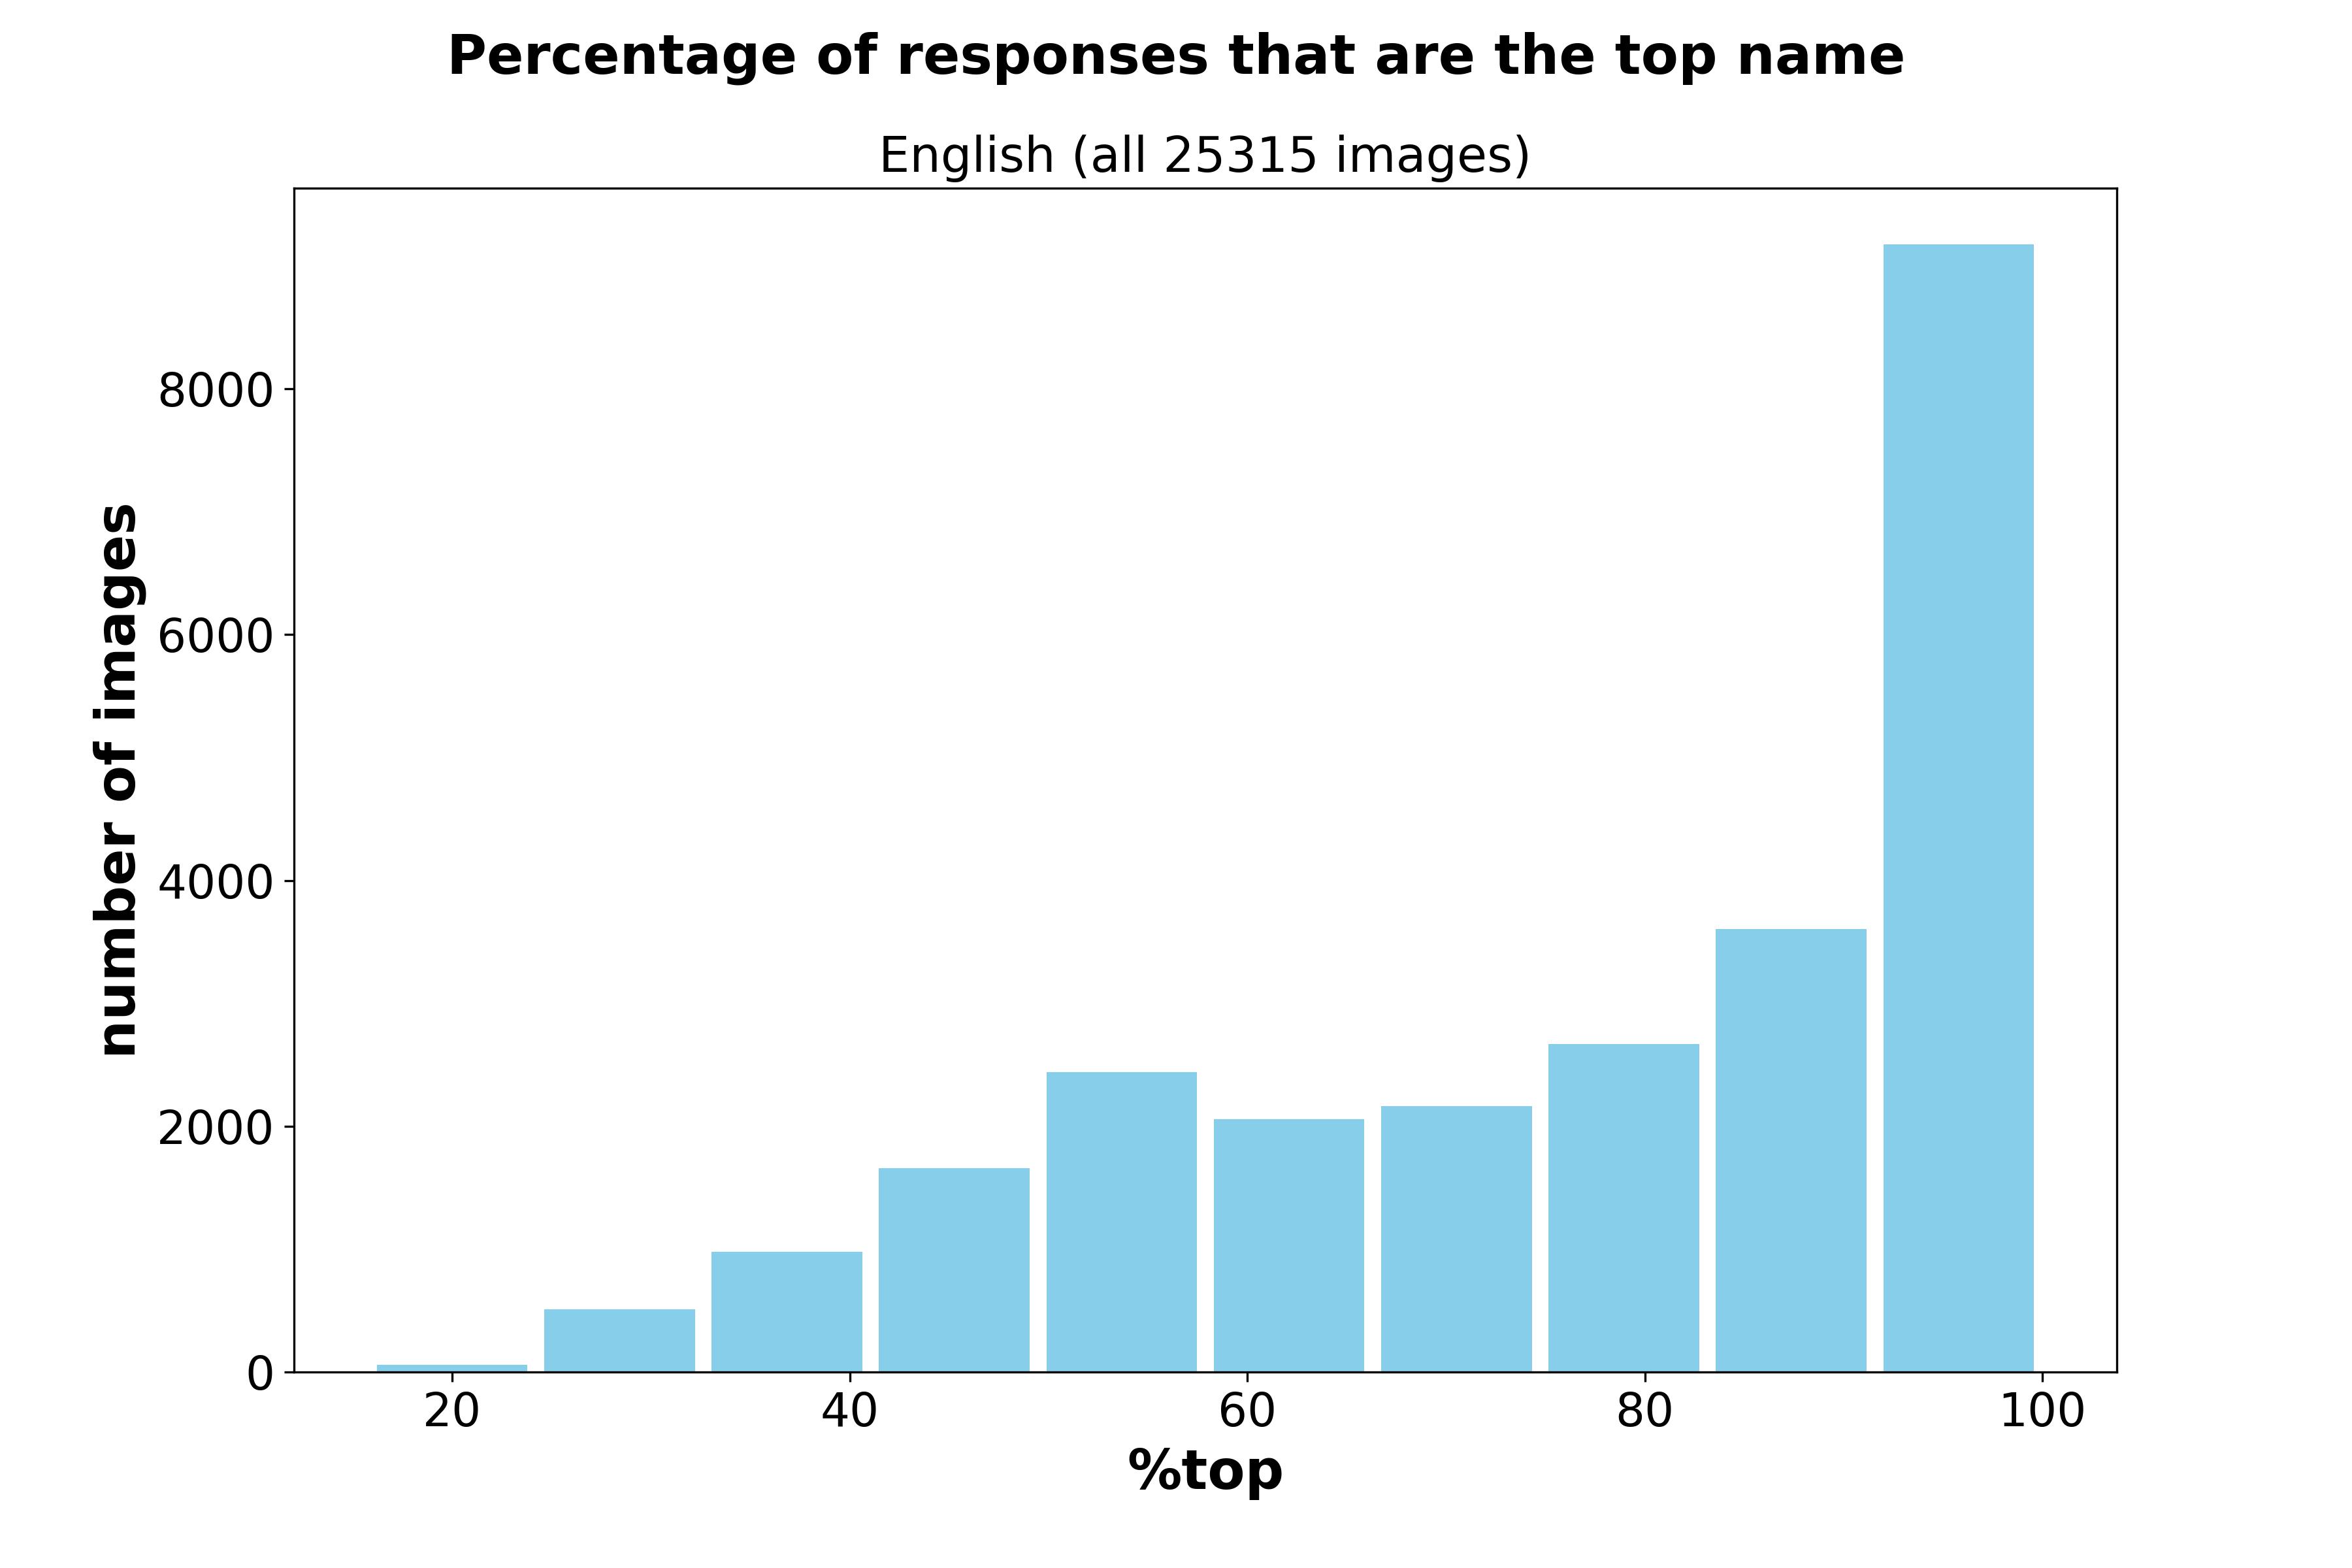 Percentage of responses that are the top name
English (all 25315 images)
number of images
8000
6000
4000
2000
0
20 40 60 80 100
%top